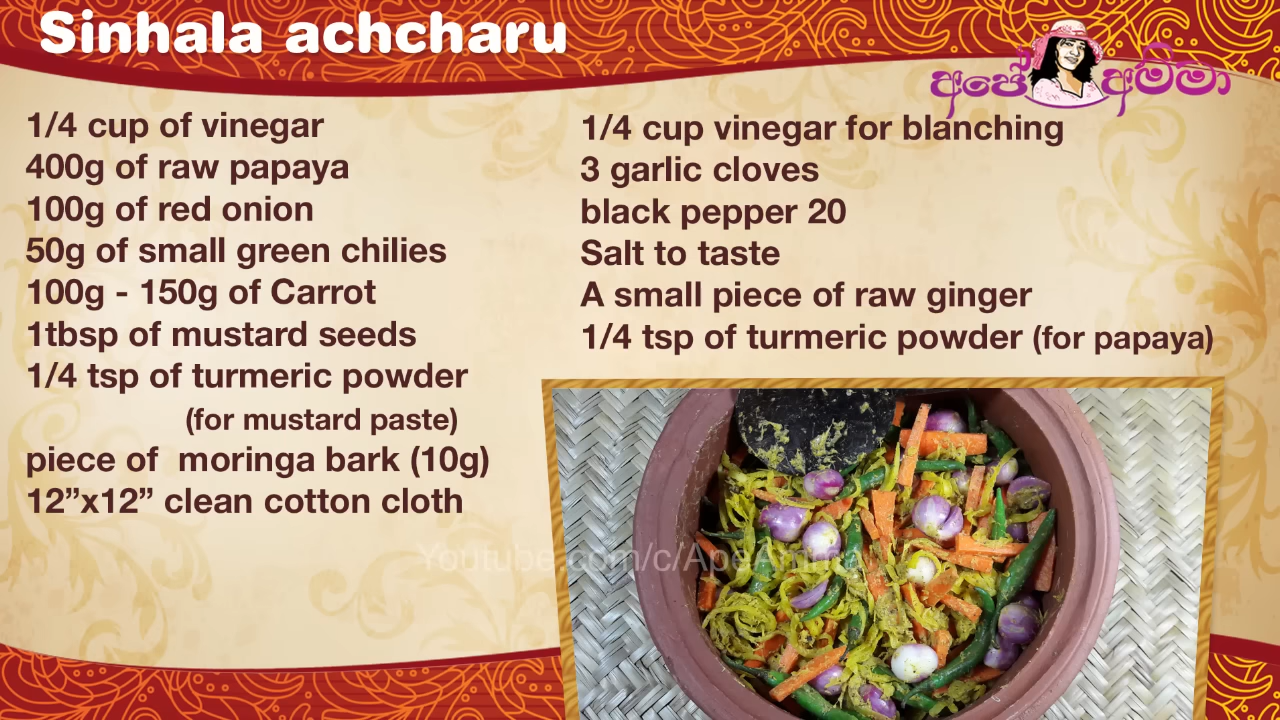 Sinhala achcharu
අපේ අම්මා
1/4 cup of vinegar
400g of raw papaya
100g of red onion
50g of small green chilies
100g - 150g of Carrot
1tbsp of mustard seeds
1/4 tsp of turmeric powder
(for mustard paste)
piece of moringa bark (10g)
12”x12” clean cotton cloth
1/4 cup vinegar for blanching
3 garlic cloves
black pepper 20
Salt to taste
A small piece of raw ginger
1/4 tsp of turmeric powder (for papaya)
Youtube.com/c/ApeAmma